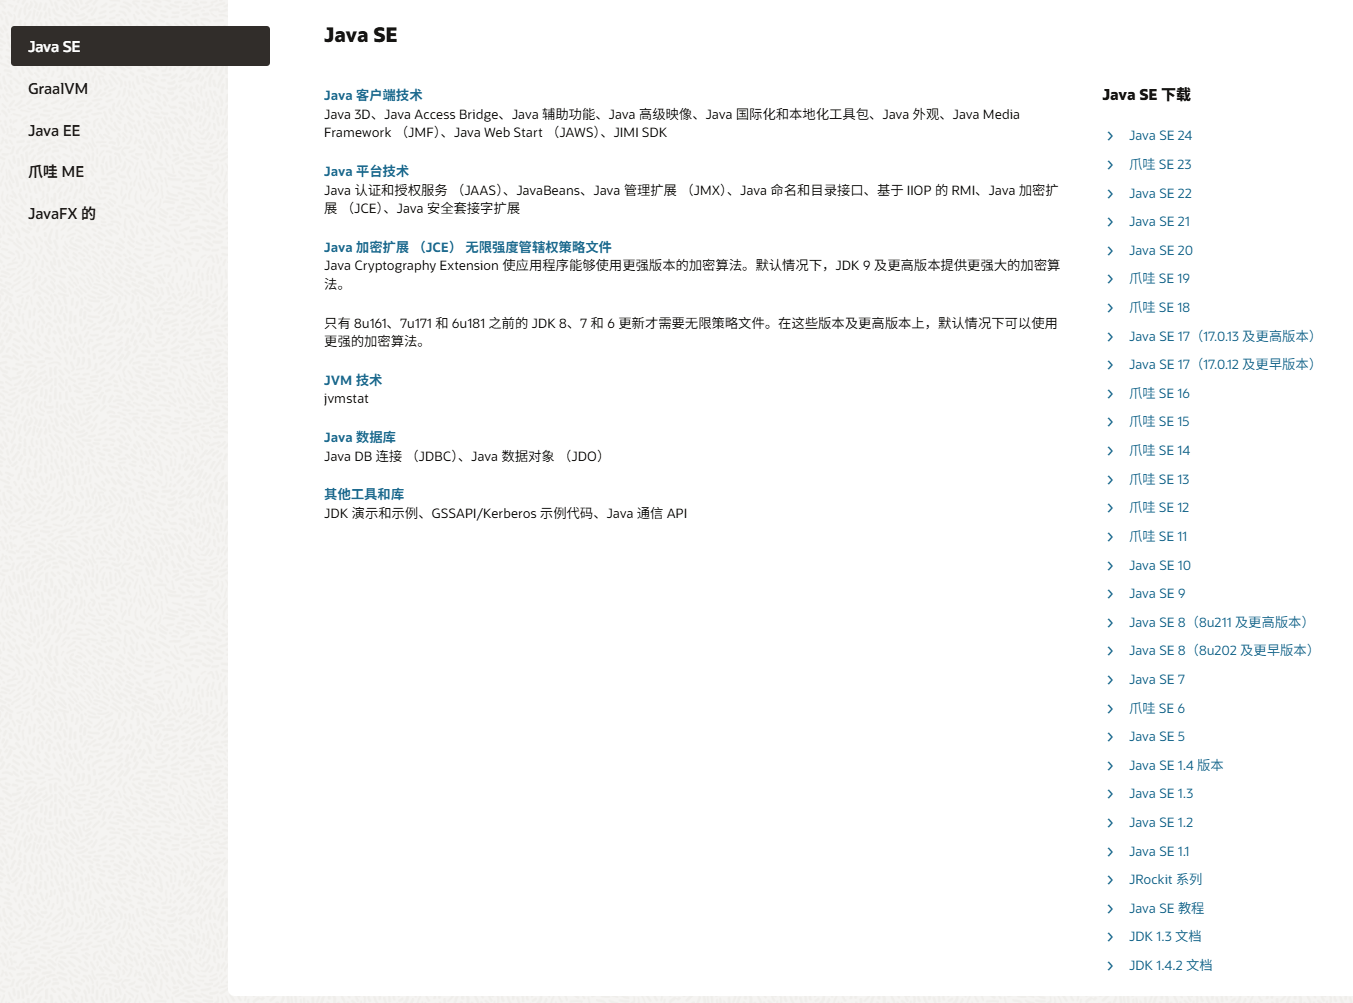 Java SE
GraalVM
Java EE
爪哇 ME
JavaFX 的
Java SE
Java 客户端技术
Java 3D、Java Access Bridge、Java 辅助功能、Java 高级映像、Java 国际化和本地化工具包、Java 外观、Java Media
Framework （JMF）、Java Web Start （JAWS）、JIMI SDK
Java 平台技术
Java 认证和授权服务 （JAAS）、JavaBeans、Java 管理扩展 （JMX）、Java 命名和目录接口、基于 IIOP 的 RMI、Java 加密扩
展 （JCE）、Java 安全套接字扩展
Java 加密扩展 （JCE） 无限强度管辖权策略文件
Java Cryptography Extension 使应用程序能够使用更强版本的加密算法。默认情况下，JDK 9 及更高版本提供更强大的加密算
法。
只有 8u161、7u171 和 6u181 之前的 JDK 8、7 和 6 更新才需要无限策略文件。在这些版本及更高版本上，默认情况下可以使用
更强的加密算法。
JVM 技术
jvmstat
Java 数据库
Java DB 连接 （JDBC）、Java 数据对象 （JDO）
其他工具和库
JDK 演示和示例、GSSAPI/Kerberos 示例代码、Java 通信 API
Java SE 下载
Java SE 24
爪哇 SE 23
Java SE 22
Java SE 21
Java SE 20
爪哇 SE 19
爪哇 SE 18
Java SE 17（17.0.13 及更高版本）
Java SE 17（17.0.12 及更早版本）
爪哇 SE 16
爪哇 SE 15
爪哇 SE 14
爪哇 SE 13
爪哇 SE 12
爪哇 SE 11
Java SE 10
Java SE 9
Java SE 8（8u211 及更高版本）
Java SE 8（8u202 及更早版本）
Java SE 7
爪哇 SE 6
Java SE 5
Java SE 1.4 版本
Java SE 1.3
Java SE 1.2
Java SE 1.1
JRockit 系列
Java SE 教程
JDK 1.3 文档
JDK 1.4.2 文档